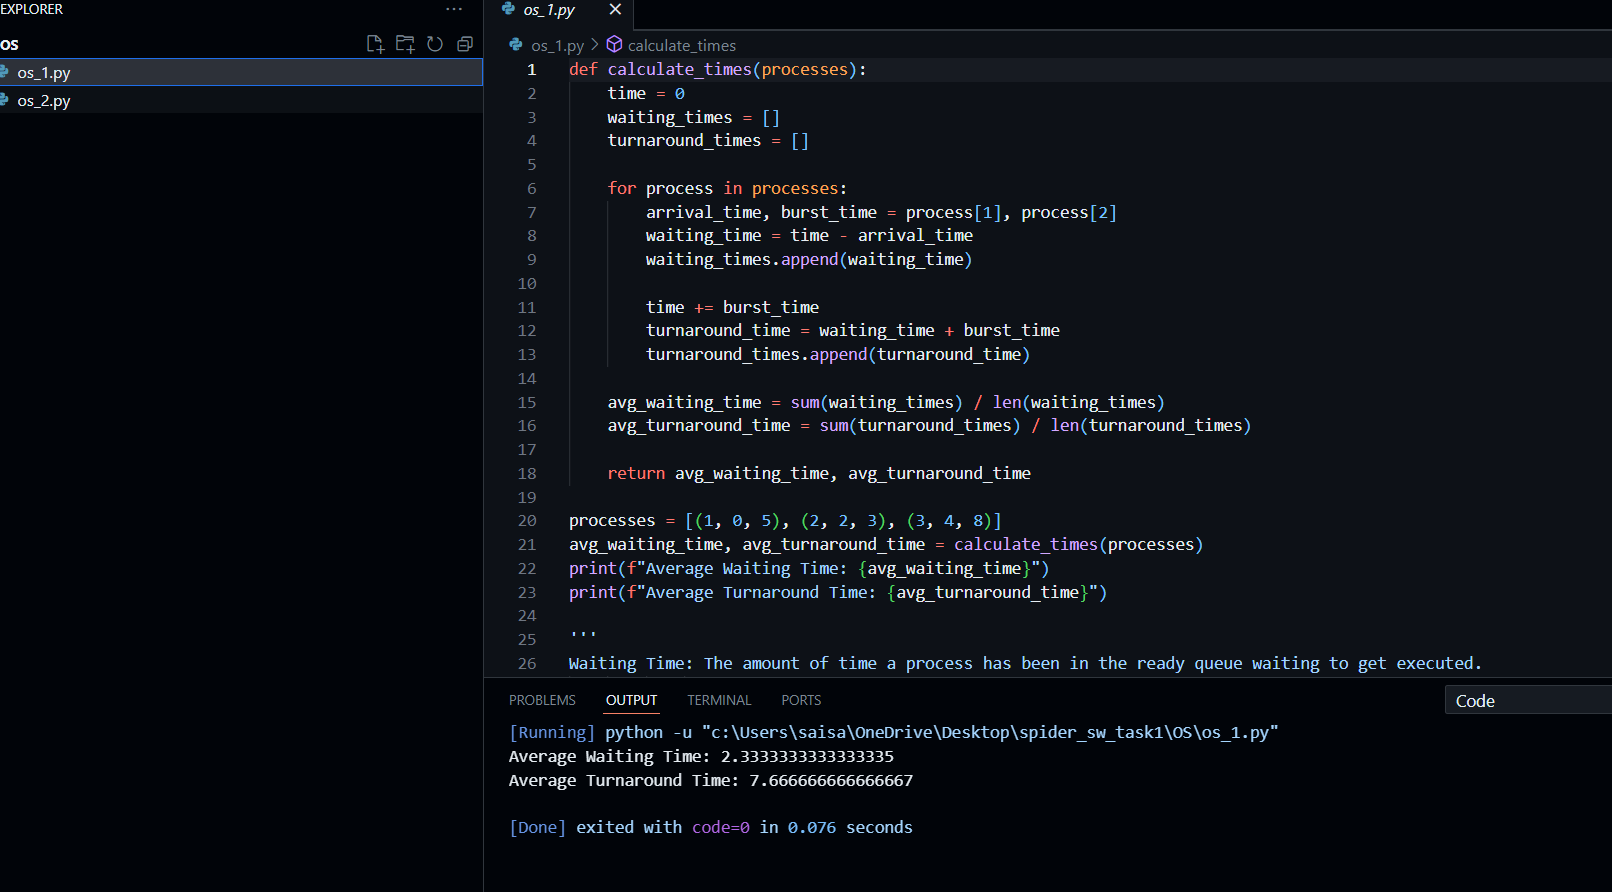 EXPLORER
···
OS
os_1.py
os_2.py
os_1.py
os_1.py > calculate_times
1 def calculate_times(processes):
2     time = 0
3     waiting_times = []
4     turnaround_times = []
5
6     for process in processes:
7         arrival_time, burst_time = process[1], process[2]
8         waiting_time = time - arrival_time
9         waiting_times.append(waiting_time)
10
11         time += burst_time
12         turnaround_time = waiting_time + burst_time
13         turnaround_times.append(turnaround_time)
14
15     avg_waiting_time = sum(waiting_times) / len(waiting_times)
16     avg_turnaround_time = sum(turnaround_times) / len(turnaround_times)
17
18     return avg_waiting_time, avg_turnaround_time
19
20 processes = [(1, 0, 5), (2, 2, 3), (3, 4, 8)]
21 avg_waiting_time, avg_turnaround_time = calculate_times(processes)
22 print(f"Average Waiting Time: {avg_waiting_time}")
23 print(f"Average Turnaround Time: {avg_turnaround_time}")
24
25 '''
26 Waiting Time: The amount of time a process has been in the ready queue waiting to get executed.
PROBLEMS OUTPUT TERMINAL PORTS Code
[Running] python -u "c:\Users\saisa\OneDrive\Desktop\spider_sw_task1\OS\os_1.py"
Average Waiting Time: 2.3333333333333335
Average Turnaround Time: 7.666666666666667
[Done] exited with code=0 in 0.076 seconds